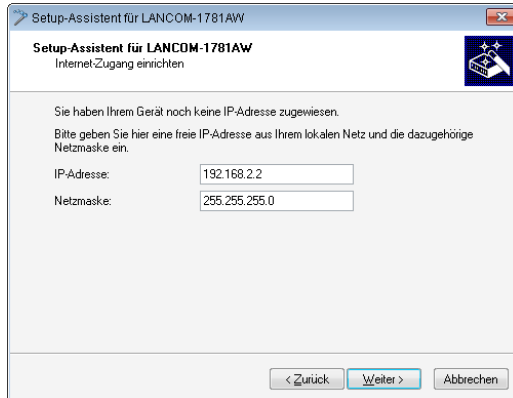 Setup-Assistent für LANCOM-1781AW
Setup-Assistent für LANCOM-1781AW
Internet-Zugang einrichten
Sie haben Ihrem Gerät noch keine IP-Adresse zugewiesen.
Bitte geben Sie hier eine freie IP-Adresse aus Ihrem lokalen Netz und die dazugehörige
Netzmaske ein.
IP-Adresse: 192.168.2.2
Netzmaske: 255.255.255.0
< Zurück Weiter > Abbrechen